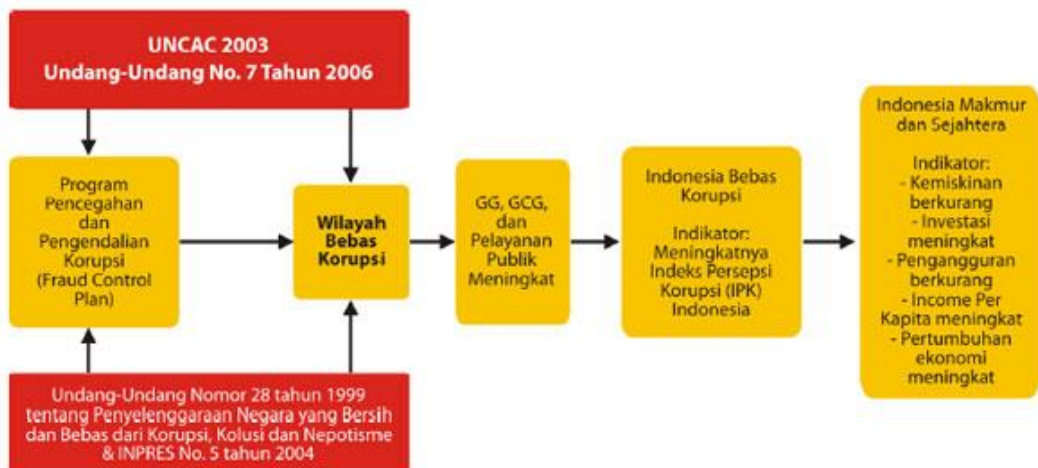 UNCAC 2003
Undang-Undang No. 7 Tahun 2006
Program
Pencegahan
dan
Pengendalian
Korupsi
(Fraud Control
Plan)
Wilayah
Bebas
Korupsi
GG, GCG,
dan
Pelayanan
Publik
Meningkat
Indonesia Bebas
Korupsi
Indikator:
Meningkatnya
Indeks Persepsi
Korupsi (IPK)
Indonesia
Indonesia Makmur
dan Sejahtera
Indikator:
- Kemiskinan
berkurang
- Investasi
meningkat
- Pengangguran
berkurang
- Income Per
Kapita meningkat
- Pertumbuhan
ekonomi
meningkat
Undang-Undang Nomor 28 tahun 1999
tentang Penyelenggaraan Negara yang Bersih
dan Bebas dari Korupsi, Kolusi dan Nepotisme
& INPRES No. 5 tahun 2004